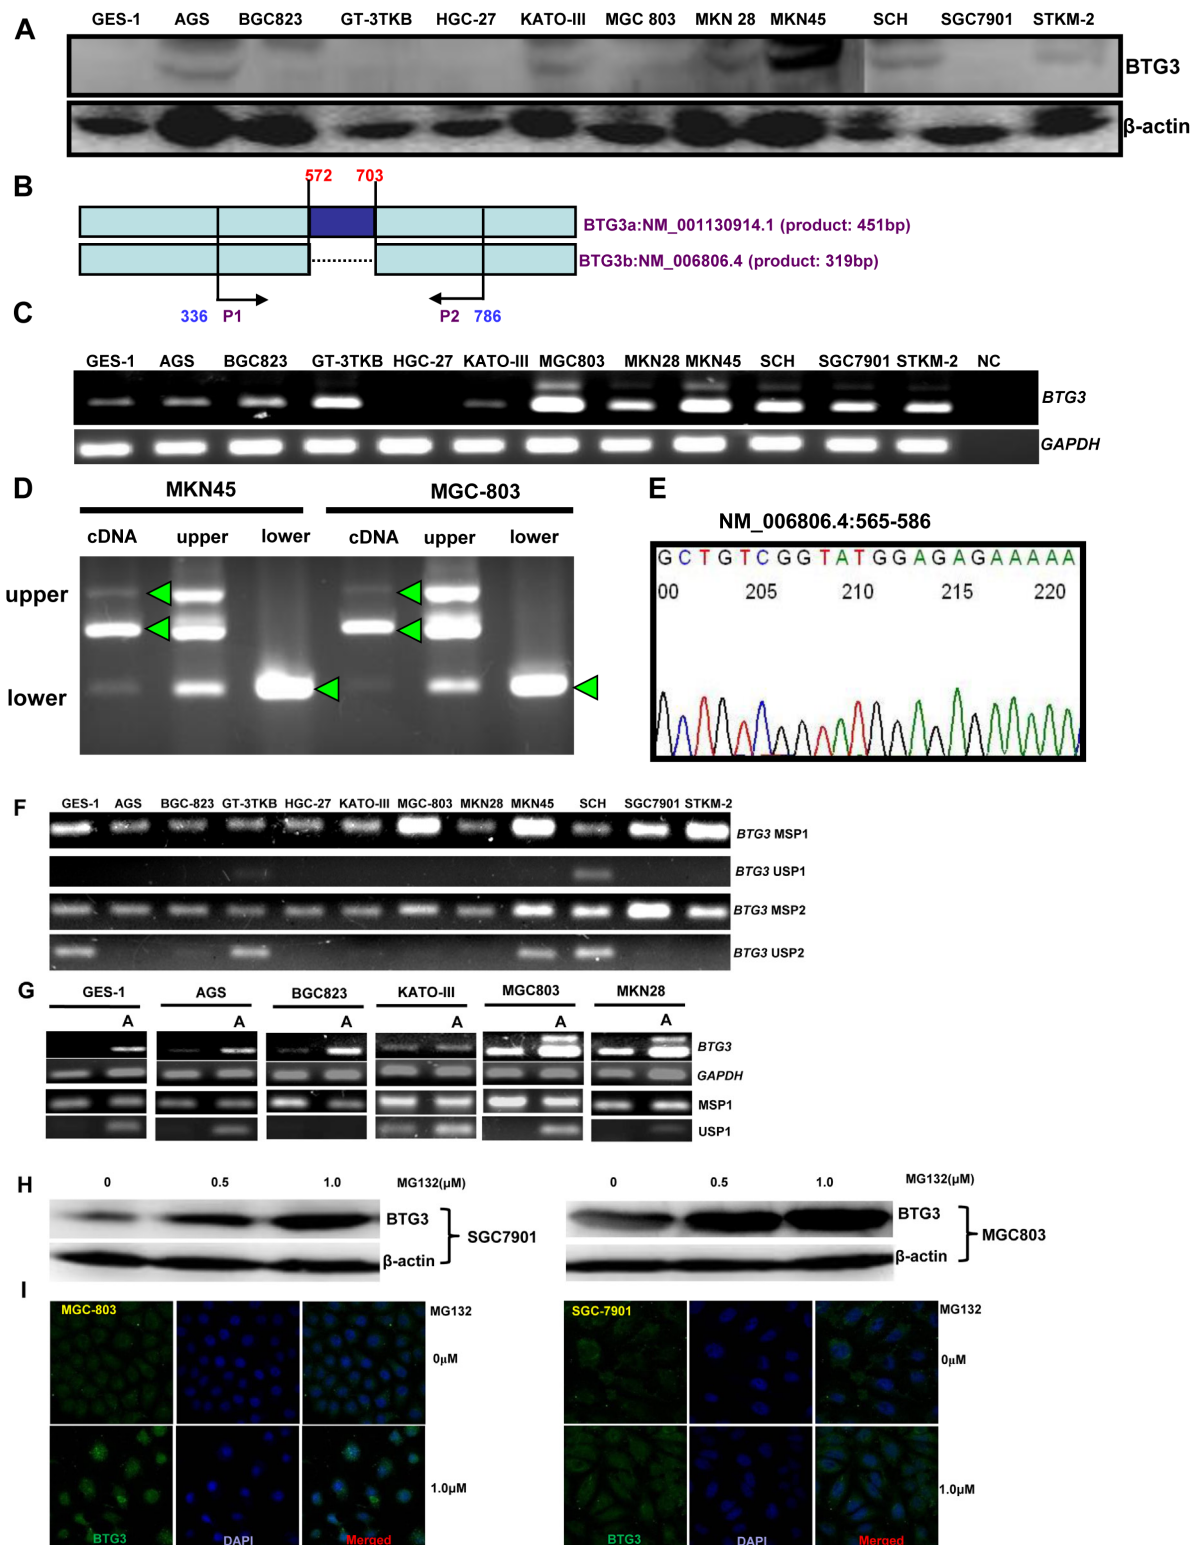 A
GES-1 AGS BGC823 GT-3TKB HGC-27 KATO-III MGC 803 MKN 28 MKN45 SCH SGC7901 STKM-2
BTG3
β-actin
B
572 703
BTG3a:NM_001130914.1 (product: 451bp)
BTG3b:NM_006806.4 (product: 319bp)
336 P1 P2 786
C
GES-1 AGS BGC823 GT-3TKB HGC-27 KATO-III MGC803 MKN28 MKN45 SCH SGC7901 STKM-2 NC
BTG3
GAPDH
D
MKN45 MGC-803
cDNA upper lower cDNA upper lower
upper
lower
E
NM_006806.4:565-586
G C T G T C G G T A T G G A G A G A A A A A
00 205 210 215 220
F
GES-1 AGS BGC-823 GT-3TKB HGC-27 KATO-III MGC-803 MKN28 MKN45 SCH SGC7901 STKM-2
BTG3 MSP1
BTG3 USP1
BTG3 MSP2
BTG3 USP2
G
GES-1 AGS BGC823 KATO-III MGC803 MKN28
A A A A A A
BTG3
GAPDH
MSP1
USP1
H
0 0.5 1.0 MG132(μM)
BTG3
β-actin
SGC7901
0 0.5 1.0 MG132(μM)
BTG3
β-actin
MGC803
I
MGC-803
MG132
0μM
1.0μM
BTG3 DAPI Merged
SGC-7901
MG132
0μM
1.0μM
BTG3 DAPI Merged